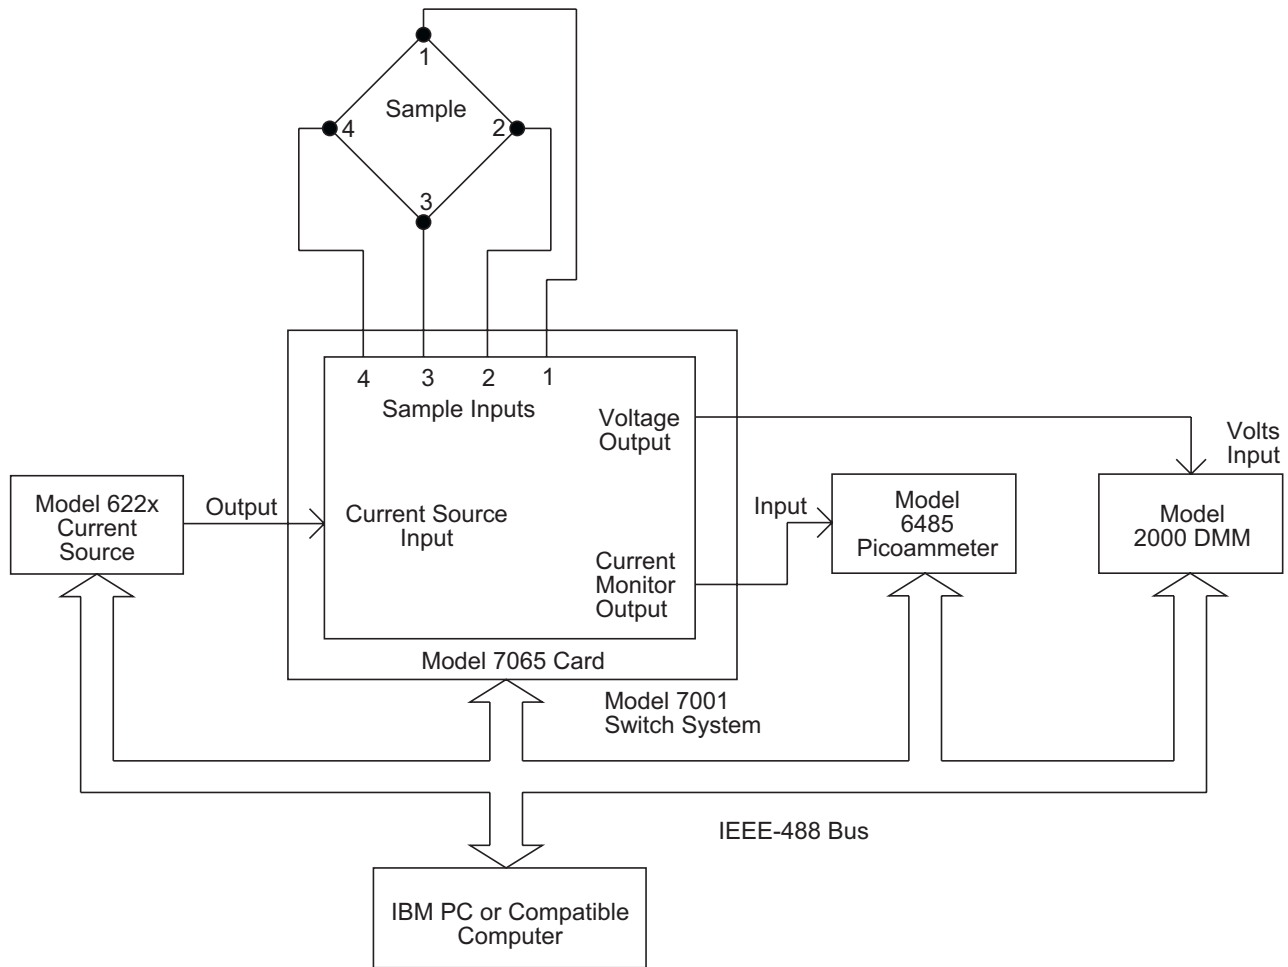 1
Sample
4
2
3
4 3 2 1
Sample Inputs
Voltage
Output
Volts
Input
Model 622x
Current
Source
Output
Current Source
Input
Input
Model
6485
Picoammeter
Model
2000 DMM
Current
Monitor
Output
Model 7065 Card
Model 7001
Switch System
IEEE-488 Bus
IBM PC or Compatible
Computer